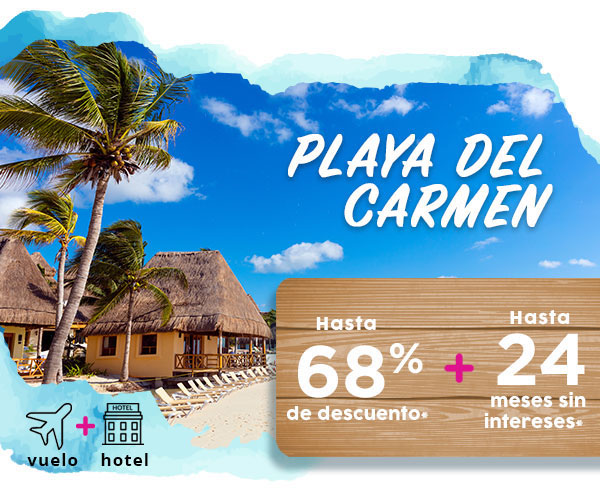 PLAYA DEL
CARMEN
Hasta
68%
de descuento*
+
Hasta
24
meses sin
intereses*
HOTEL
+
vuelo hotel